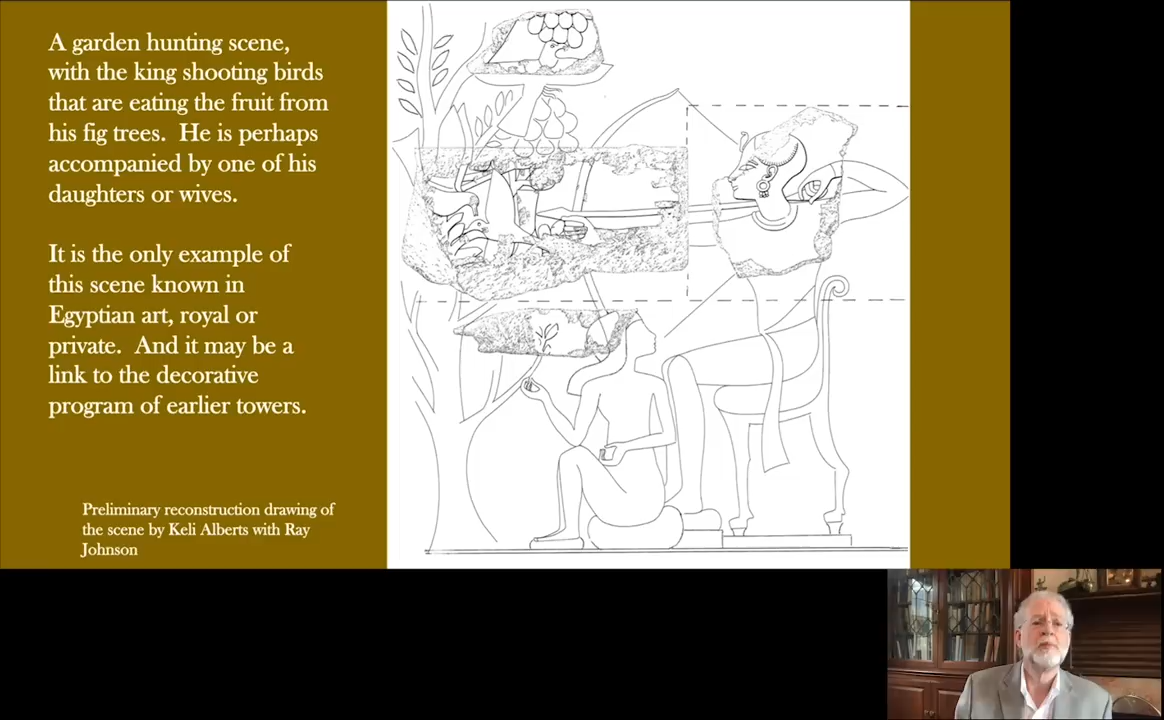 A garden hunting scene,
with the king shooting birds
that are eating the fruit from
his fig trees.  He is perhaps
accompanied by one of his
daughters or wives.
It is the only example of
this scene known in
Egyptian art, royal or
private.  And it may be a
link to the decorative
program of earlier towers.
Preliminary reconstruction drawing of
the scene by Keli Alberts with Ray
Johnson